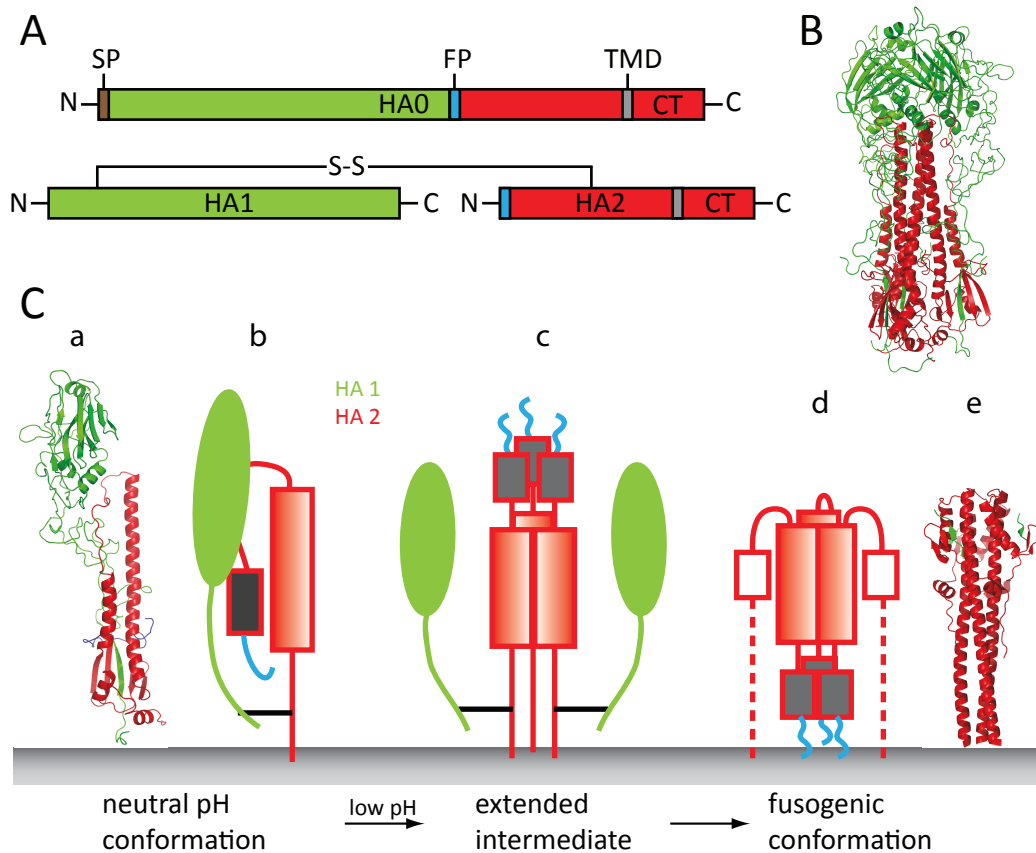 A
B
SP
FP
TMD
N
HA0
CT
C
S-S
N
HA1
C
N
HA2
CT
C
C
a
b
c
d
e
HA 1
HA 2
neutral pH
conformation
low pH
extended
intermediate
fusogenic
conformation